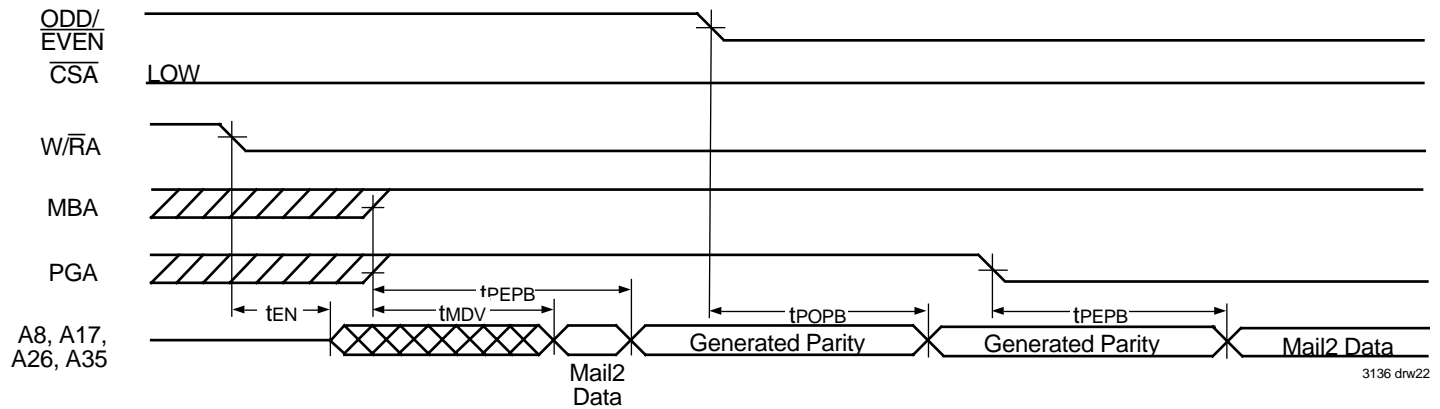 ODD/
EVEN
CSA
LOW
W/RA
MBA
PGA
tPEPB
tEN
tMDV
tPOPB
tPEPB
A8, A17,
A26, A35
Generated Parity
Generated Parity
Mail2 Data
Mail2
Data
3136 drw22